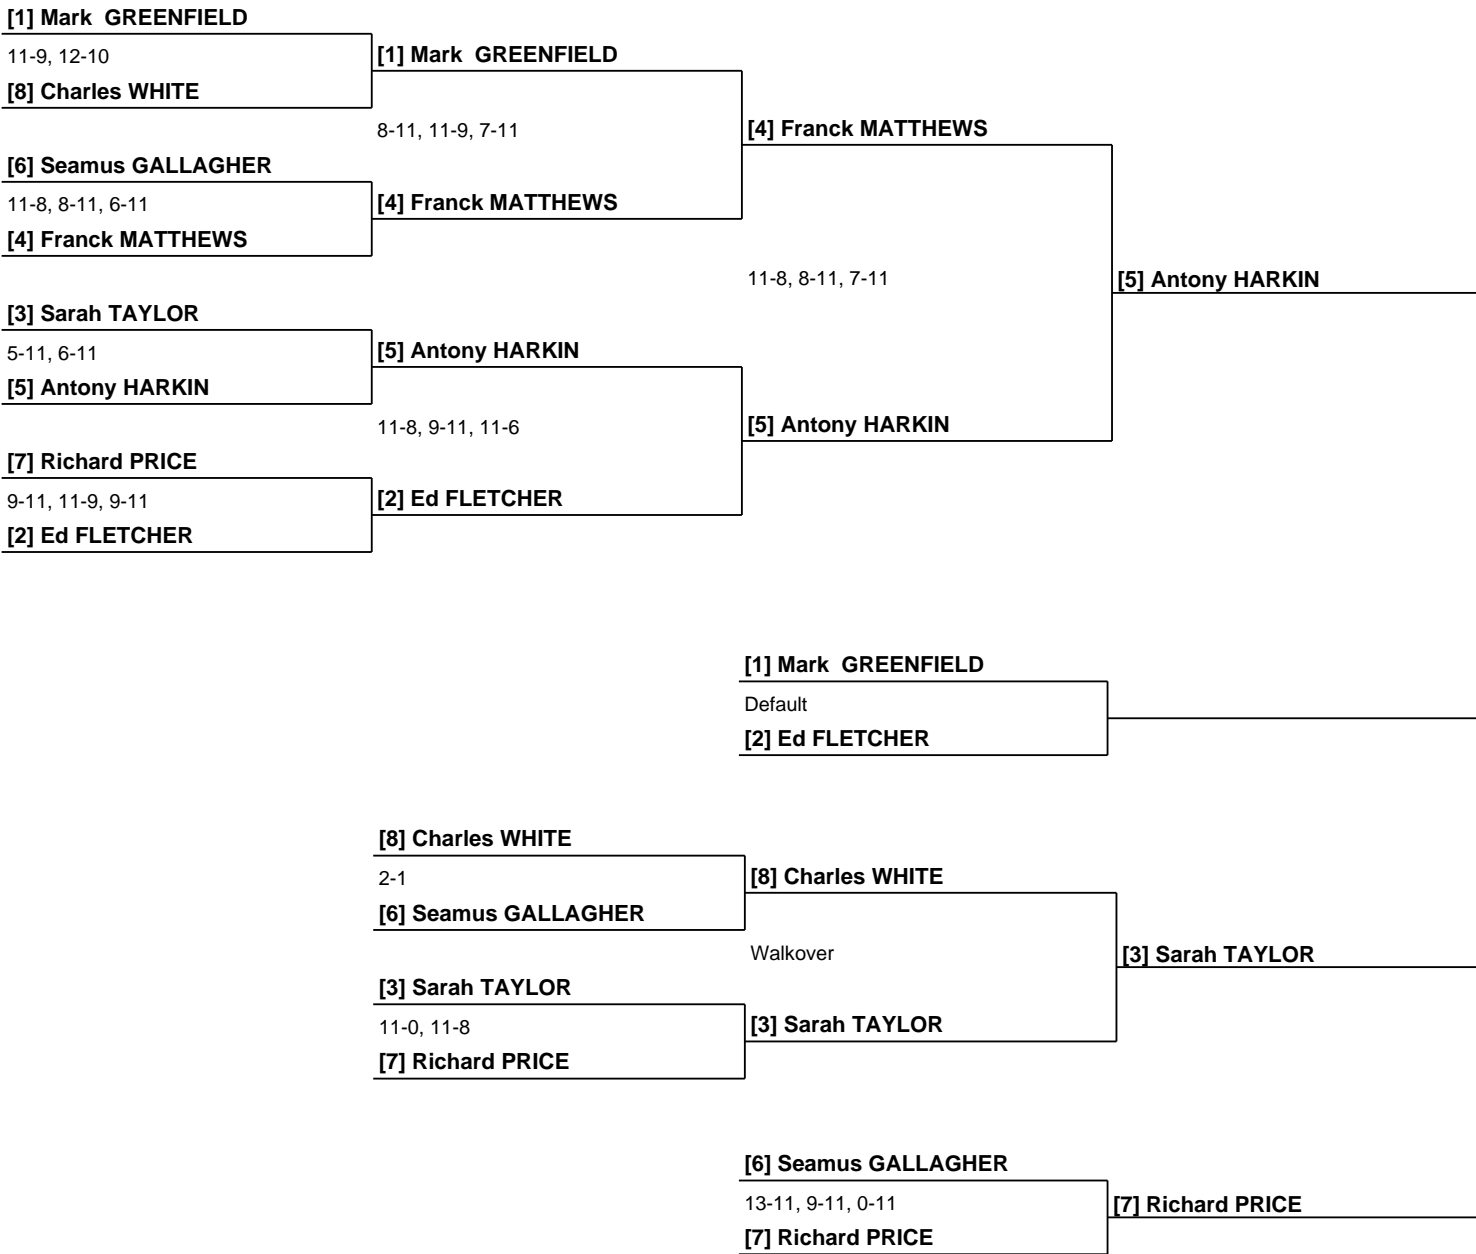 [1] Mark  GREENFIELD
11-9, 12-10
[8] Charles WHITE
[1] Mark  GREENFIELD
8-11, 11-9, 7-11
[6] Seamus GALLAGHER
11-8, 8-11, 6-11
[4] Franck MATTHEWS
[4] Franck MATTHEWS
[4] Franck MATTHEWS
11-8, 8-11, 7-11
[5] Antony HARKIN
[3] Sarah TAYLOR
5-11, 6-11
[5] Antony HARKIN
[5] Antony HARKIN
11-8, 9-11, 11-6
[5] Antony HARKIN
[7] Richard PRICE
9-11, 11-9, 9-11
[2] Ed FLETCHER
[2] Ed FLETCHER
[1] Mark  GREENFIELD
Default
[2] Ed FLETCHER
[8] Charles WHITE
2-1
[6] Seamus GALLAGHER
[8] Charles WHITE
Walkover
[3] Sarah TAYLOR
[3] Sarah TAYLOR
11-0, 11-8
[7] Richard PRICE
[3] Sarah TAYLOR
[6] Seamus GALLAGHER
13-11, 9-11, 0-11
[7] Richard PRICE
[7] Richard PRICE